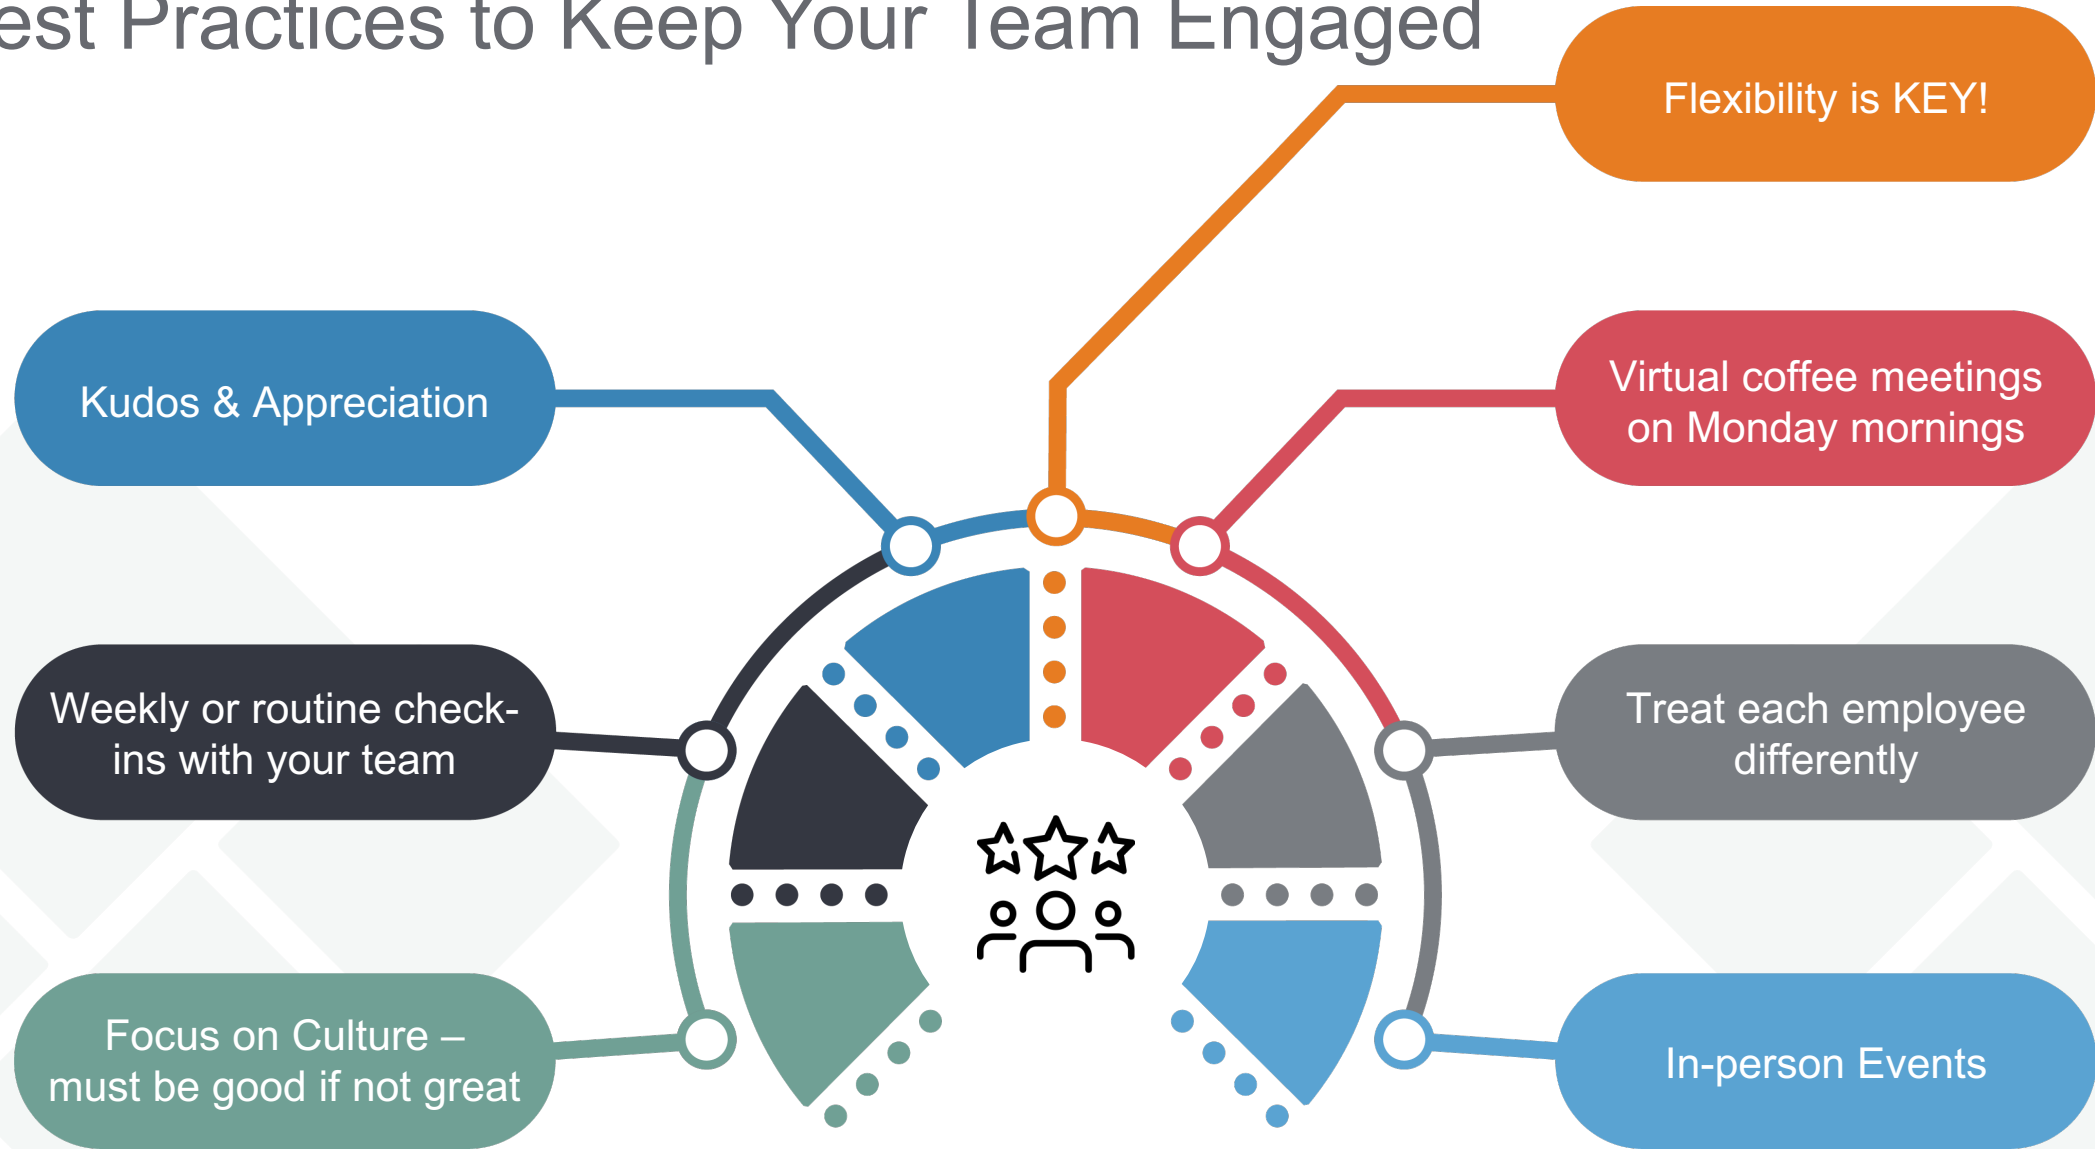 est Practices to Keep Your Team Engaged
Flexibility is KEY!
Kudos & Appreciation
Virtual coffee meetings
on Monday mornings
Weekly or routine check-
ins with your team
Treat each employee
differently
Focus on Culture –
must be good if not great
In-person Events